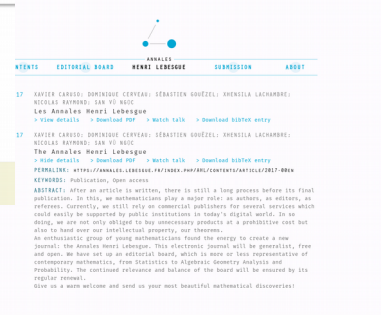 ANNALES
NTENTS EDITORIAL BOARD HENRI LEBESGUE SUBMISSION ABOUT
17 XAVIER CARUSO; DOMINIQUE CERVEAU; SÉBASTIEN GOUËZEL; XHENSILA LACHAMBRE;
NICOLAS RAYMOND; SAN VŨ NGỌC
Les Annales Henri Lebesgue
> View details > Download PDF > Watch talk > Download bibTeX entry
17 XAVIER CARUSO; DOMINIQUE CERVEAU; SÉBASTIEN GOUËZEL; XHENSILA LACHAMBRE;
NICOLAS RAYMOND; SAN VŨ NGỌC
The Annales Henri Lebesgue
> Hide details > Download PDF > Watch talk > Download bibTeX entry
PERMALINK: HTTPS://ANNALES.LEBESGUE.FR/INDEX.PHP/AHL/CONTENTS/ARTICLE/2017-00EN
KEYWORDS: Publication, Open access
ABSTRACT: After an article is written, there is still a long process before its final
publication. In this, we mathematicians play a major role: as authors, as editors, as
referees. Currently, we still rely on commercial publishers for several services which
could easily be supported by public institutions in today's digital world. In so
doing, we are not only obliged to buy unnecessary products at a prohibitive cost but
also to hand over our intellectual property, our theorems.
An enthusiastic group of young mathematicians found the energy to create a new
journal: the Annales Henri Lebesgue. This electronic journal will be generalist, free
and open. We have set up an editorial board, which is more or less representative of
contemporary mathematics, from Statistics to Algebraic Geometry Analysis and
Probability. The continued relevance and balance of the board will be ensured by its
regular renewal.
Give us a warm welcome and send us your most beautiful mathematical discoveries!